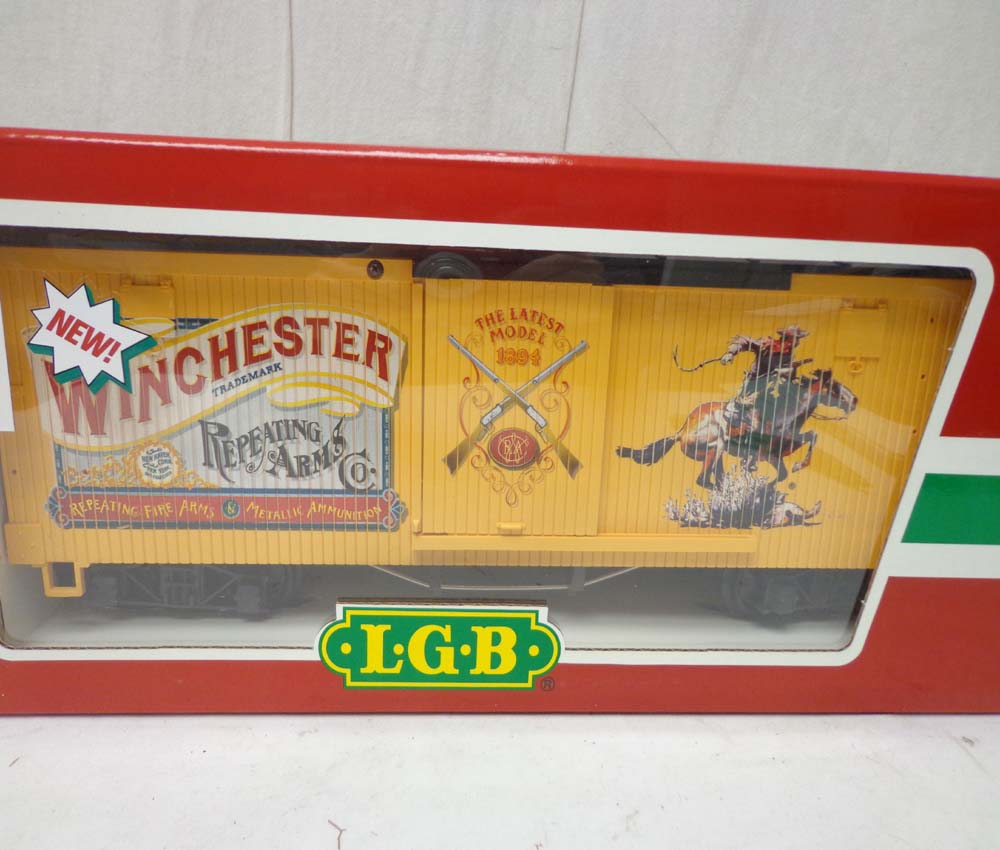 NEW!
WINCHESTER
TRADEMARK
REPEATING
ARMS CO:
REPEATING FIRE ARMS & METALLIC AMMUNITION
THE LATEST
MODEL
1894
L·G·B
®